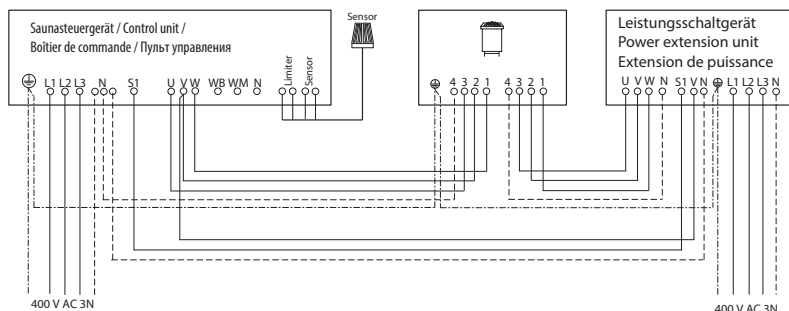 Saunasteuergerät / Control unit /
Boîtier de commande / Пульт управления
Sensor
Leistungsschaltgerät
Power extension unit
Extension de puissance
L1 L2 L3 N S1 U V W WB WM N
Limiter
Sensor
4 3 2 1 4 3 2 1
U V W N S1 V N L1 L2 L3 N
400 V AC 3N
400 V AC 3N